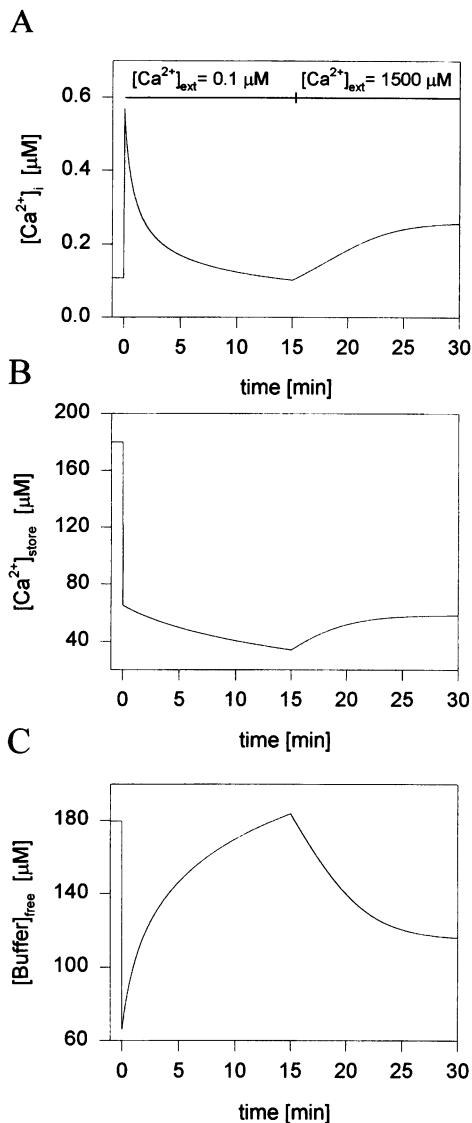 A
[Ca²⁺]ext= 0.1 µM [Ca²⁺]ext= 1500 µM
0.6
0.4
0.2
0.0
[Ca²⁺]i [µM]
0 5 10 15 20 25 30
time [min]
B
200
160
120
80
40
[Ca²⁺]store [µM]
0 5 10 15 20 25 30
time [min]
C
180
140
100
60
[Buffer]free [µM]
0 5 10 15 20 25 30
time [min]